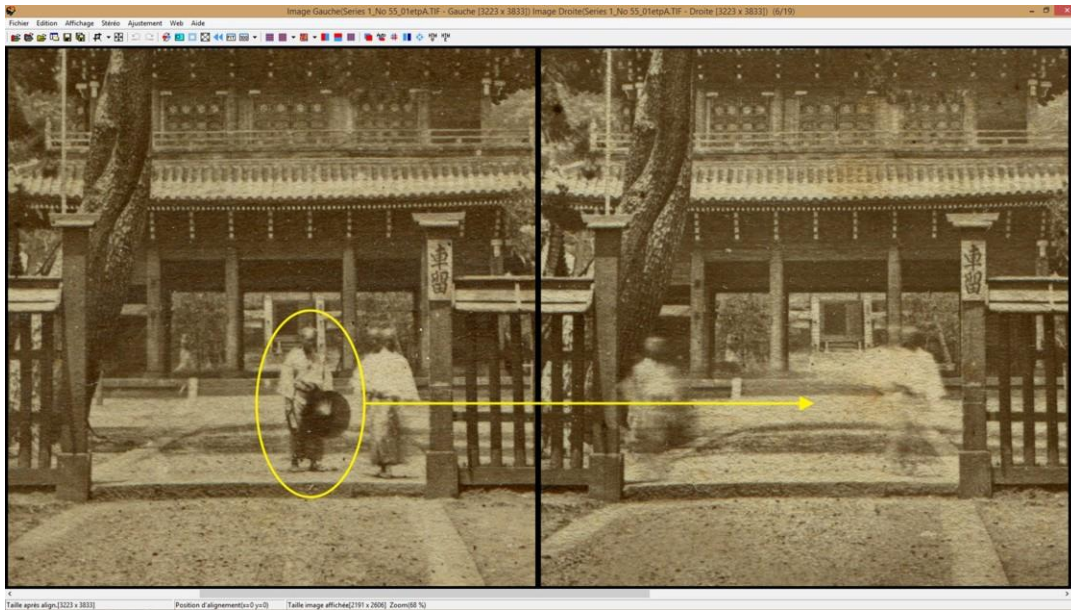 Image Gauche(Series 1_No 55_01etpA.TIF - Gauche [3223 x 3833]) Image Droite(Series 1_No 55_01etpA.TIF - Droite [3223 x 3833]) (6/19)
Fichier Edition Affichage Stéréo Ajustement Web Aide
車留
車留
Taille après align.[3223 x 3833] Position d'alignement(x=0 y=0) Taille image affichée[2191 x 2606] Zoom(68 %)